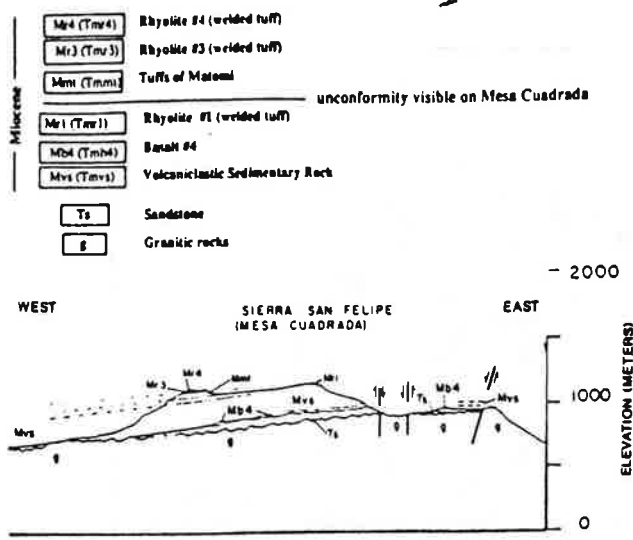 Miocene
Mr4 (Tmr4) Rhyolite #4 (welded tuff)
Mr3 (Tmr3) Rhyolite #3 (welded tuff)
Mmt (Tmmt) Tuffs of Matomi
unconformity visible on Mesa Cuadrada
Mr1 (Tmr1) Rhyolite #1 (welded tuff)
Mb4 (Tmb4) Basalt #4
Mvs (Tmvs) Volcaniclastic Sedimentary Rock
Ts Sandstone
g Granitic rocks
WEST SIERRA SAN FELIPE EAST
(MESA CUADRADA)
2000
1000
0
ELEVATION (METERS)
Mr3 Mr4 Mmt Mr1
Mb4 Mvs Ts Mb4 Mvs
Mvs Ts
g g g g g